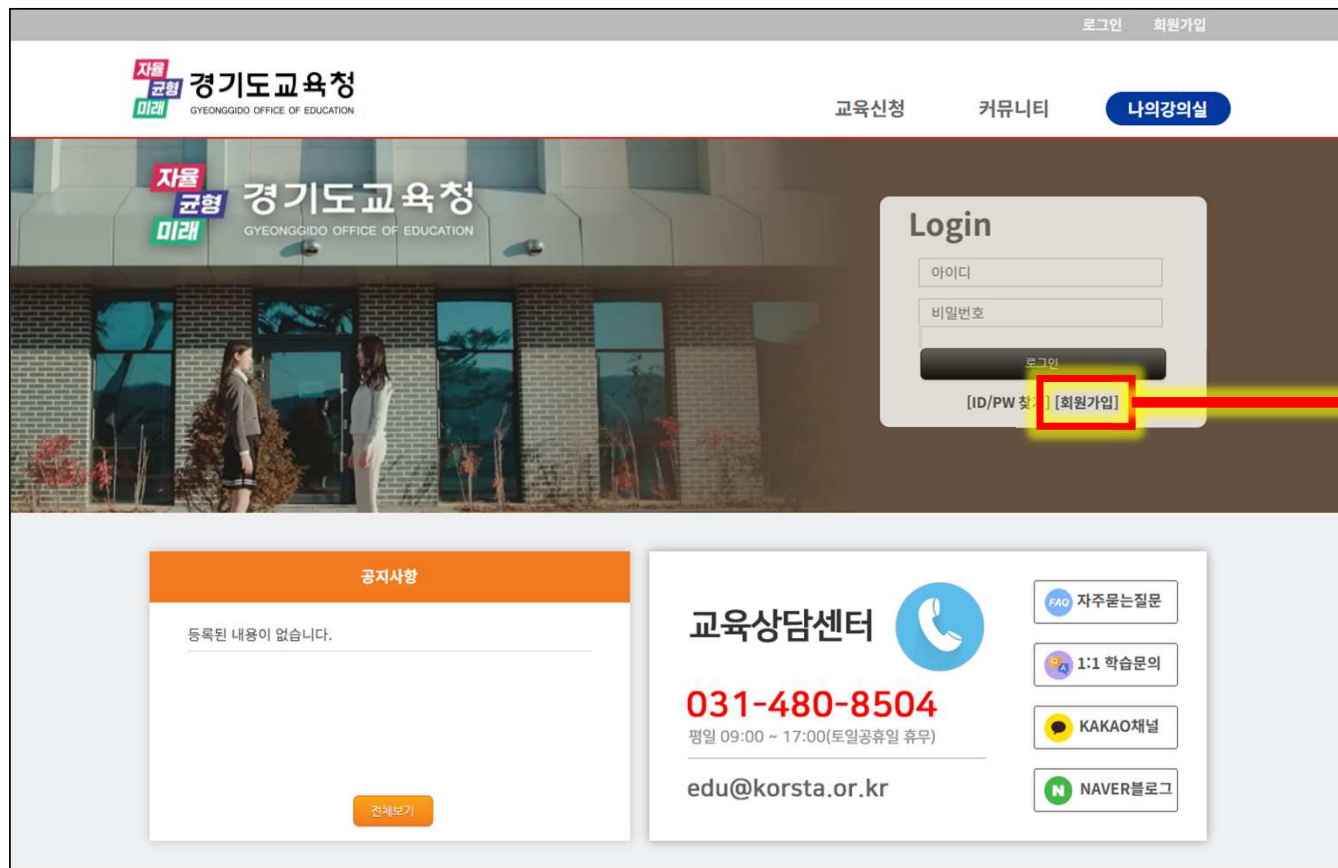 로그인 회원가입
자율
균형
미래
경기도교육청
GYEONGGIDO OFFICE OF EDUCATION
교육신청 커뮤니티 나의강의실
자율
균형
미래
경기도교육청
GYEONGGIDO OFFICE OF EDUCATION
Login
아이디
비밀번호
로그인
[ID/PW 찾기] [회원가입]
공지사항
등록된 내용이 없습니다.
전체보기
교육상담센터
031-480-8504
평일 09:00 ~ 17:00(토일공휴일 휴무)
edu@korsta.or.kr
FAQ 자주묻는질문
1:1 학습문의
KAKAO채널
N NAVER블로그